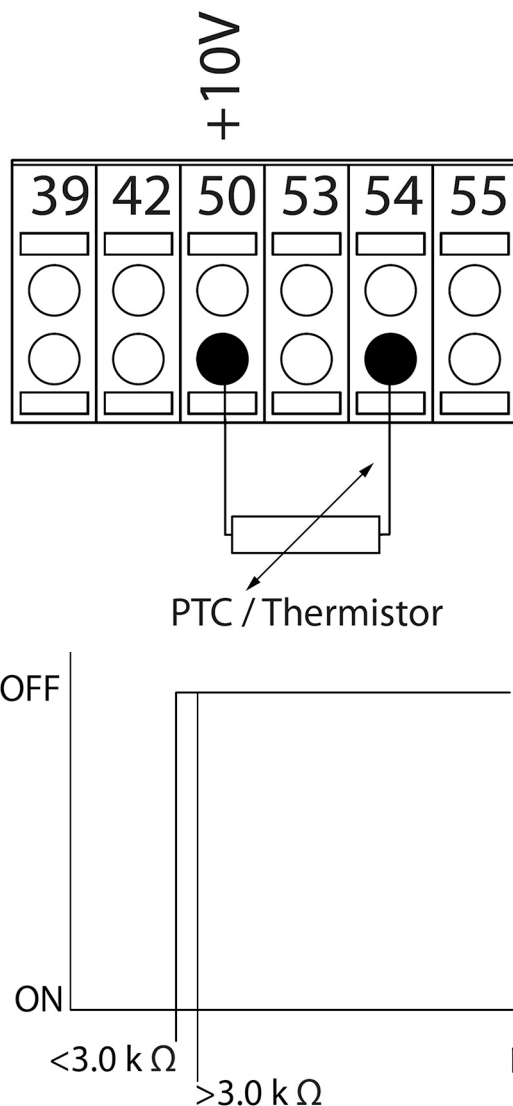 +10V
39 42 50 53 54 55
PTC / Thermistor
OFF
ON
<3.0 k Ω
>3.0 k Ω